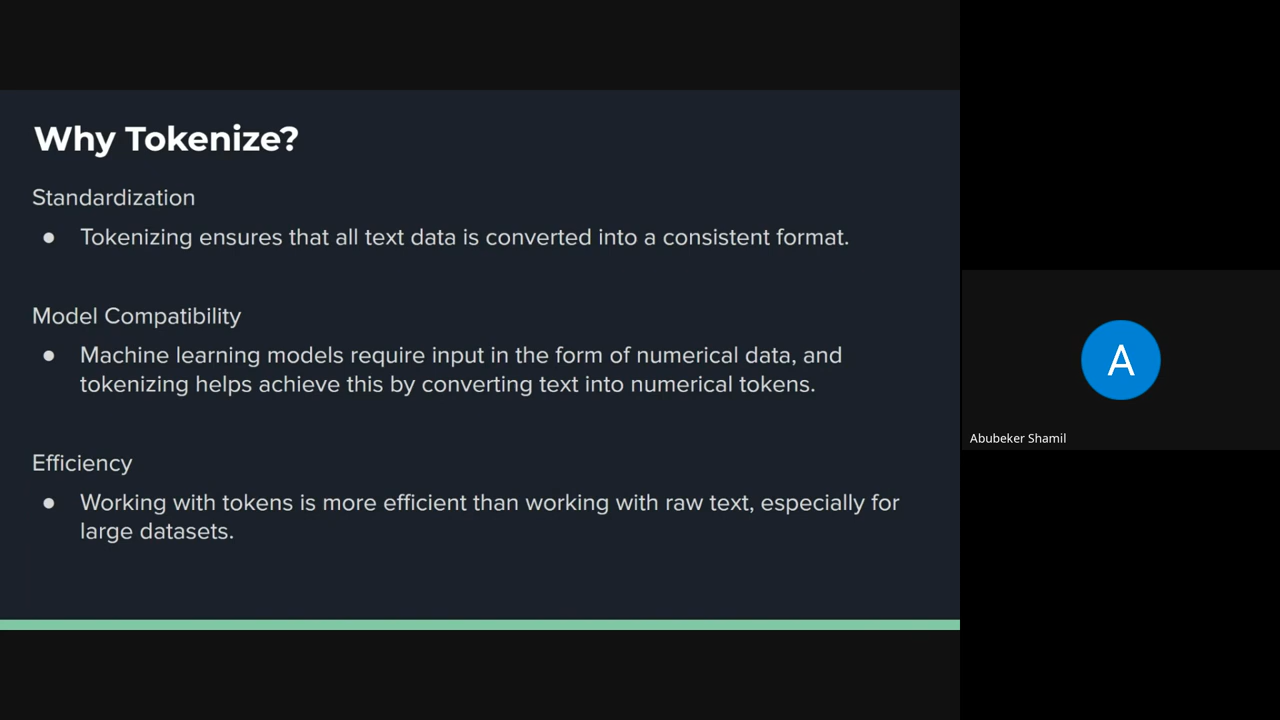 Why Tokenize?
Standardization
● Tokenizing ensures that all text data is converted into a consistent format.
Model Compatibility
● Machine learning models require input in the form of numerical data, and
tokenizing helps achieve this by converting text into numerical tokens.
Efficiency
● Working with tokens is more efficient than working with raw text, especially for
large datasets.
A
Abubeker Shamil